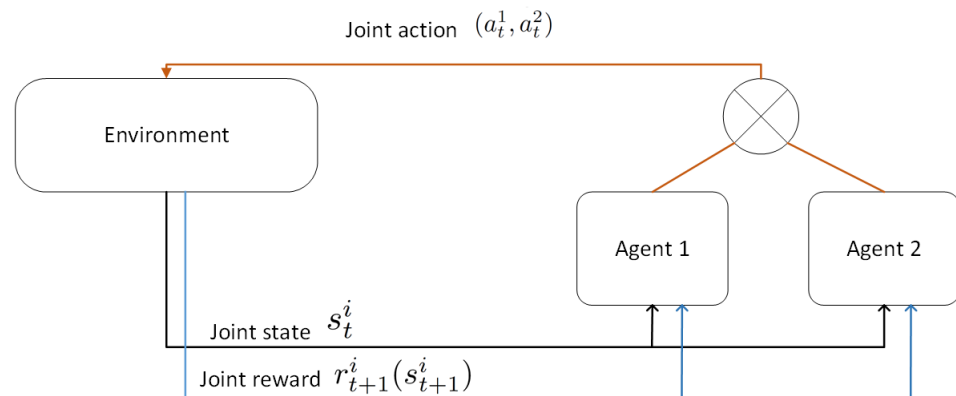 Joint action (a_t^1, a_t^2)
Environment
Agent 1
Agent 2
Joint state s_t^i
Joint reward r_{t+1}^i(s_{t+1}^i)